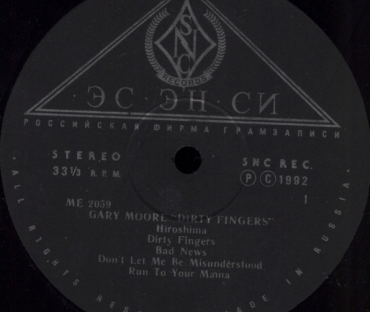 SNC
RECORDS
ЭС ЭН СИ
РОССИЙСКАЯ ФИРМА ГРАМЗАПИСИ
STEREO
33⅓ R.P.M.
SNC REC.
Ⓟ Ⓒ 1992
1
ME 2059
GARY MOORE "DIRTY FINGERS"
Hiroshima
Dirty Fingers
Bad News
Don't Let Me Be Misunderstood
Run To Your Mama
ALL RIGHTS MADE IN RUSSIA